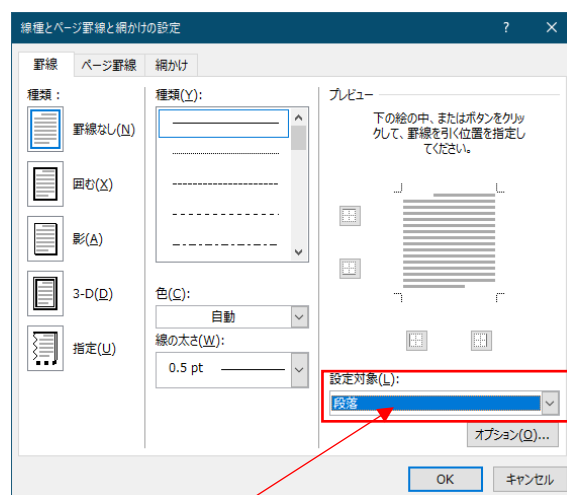 線種とページ罫線と網かけの設定
?
×
罫線
ページ罫線
網かけ
種類：
罫線なし(N)
囲む(X)
影(A)
3-D(D)
指定(U)
種類(Y):
色(C):
自動
線の太さ(W):
0.5 pt
プレビュー
下の絵の中、またはボタンをクリッ
クして、罫線を引く位置を指定し
てください。
設定対象(L):
段落
オプション(O)...
OK
キャンセル